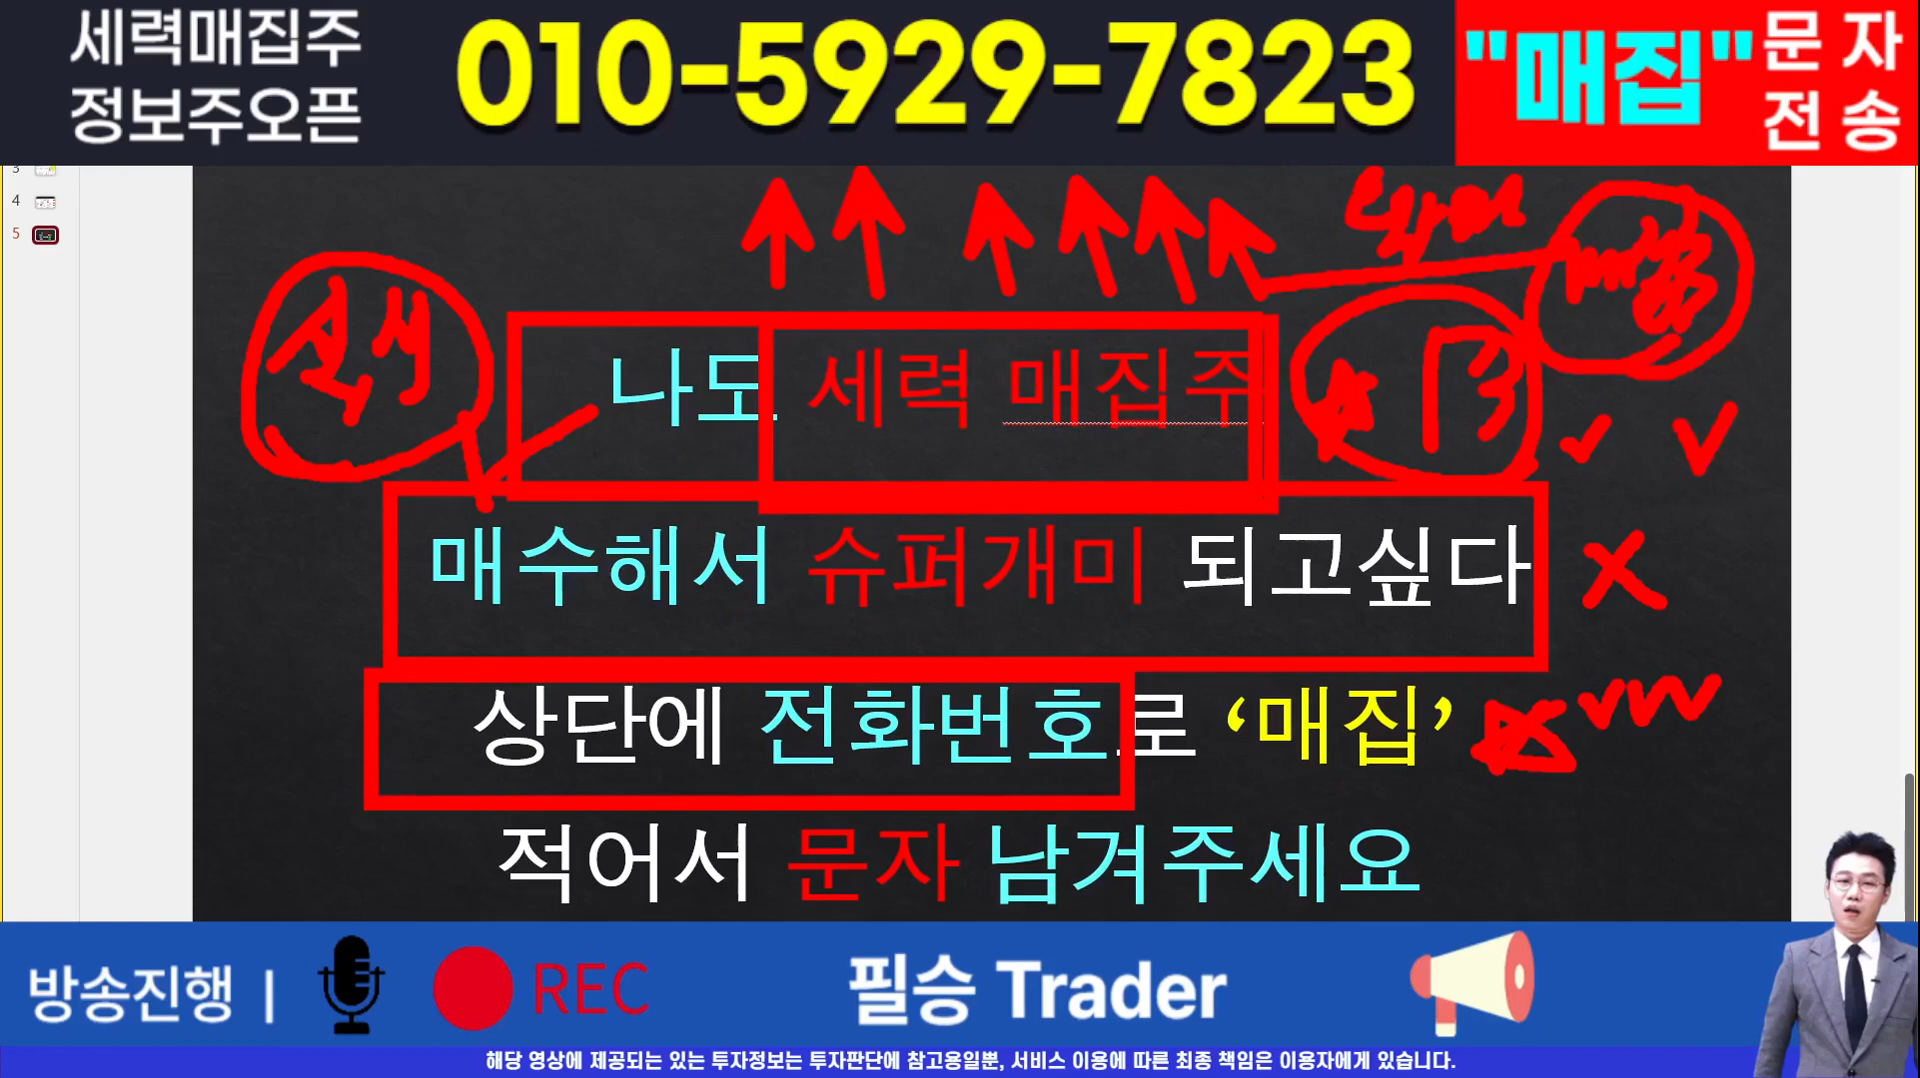 세력매집주
정보주오픈
010-5929-7823
"매집"
문자
전송
3
4
5
나도 세력 매집주
매수해서 슈퍼개미 되고싶다
상단에 전화번호로 ‘매집’
적어서 문자 남겨주세요
방송진행 |
REC
필승 Trader
해당 영상에 제공되는 있는 투자정보는 투자판단에 참고용일뿐, 서비스 이용에 따른 최종 책임은 이용자에게 있습니다.